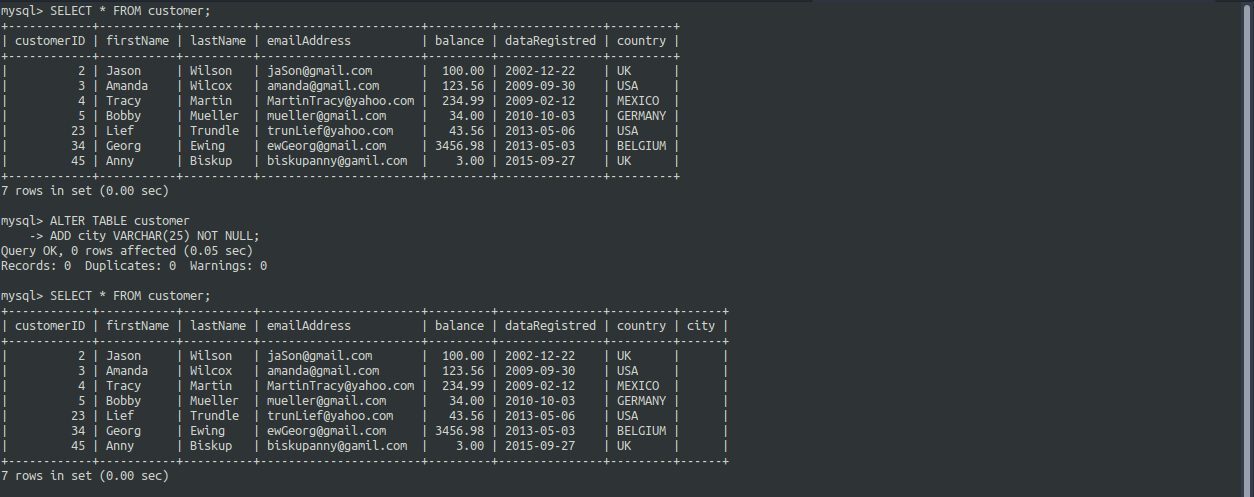 mysql> SELECT * FROM customer;
+------------+-----------+----------+-----------------------+---------+---------------+---------+
| customerID | firstName | lastName | emailAddress          | balance | dataRegistred | country |
+------------+-----------+----------+-----------------------+---------+---------------+---------+
|          2 | Jason     | Wilson   | jaSon@gmail.com       |  100.00 | 2002-12-22    | UK      |
|          3 | Amanda    | Wilcox   | amanda@gmail.com      |  123.56 | 2009-09-30    | USA     |
|          4 | Tracy     | Martin   | MartinTracy@yahoo.com |  234.99 | 2009-02-12    | MEXICO  |
|          5 | Bobby     | Mueller  | mueller@gmail.com     |   34.00 | 2010-10-03    | GERMANY |
|         23 | Lief      | Trundle  | trunLief@yahoo.com    |   43.56 | 2013-05-06    | USA     |
|         34 | Georg     | Ewing    | ewGeorg@gmail.com     | 3456.98 | 2013-05-03    | BELGIUM |
|         45 | Anny      | Biskup   | biskupanny@gamil.com  |    3.00 | 2015-09-27    | UK      |
+------------+-----------+----------+-----------------------+---------+---------------+---------+
7 rows in set (0.00 sec)
mysql> ALTER TABLE customer
    -> ADD city VARCHAR(25) NOT NULL;
Query OK, 0 rows affected (0.05 sec)
Records: 0  Duplicates: 0  Warnings: 0
mysql> SELECT * FROM customer;
+------------+-----------+----------+-----------------------+---------+---------------+---------+------+
| customerID | firstName | lastName | emailAddress          | balance | dataRegistred | country | city |
+------------+-----------+----------+-----------------------+---------+---------------+---------+------+
|          2 | Jason     | Wilson   | jaSon@gmail.com       |  100.00 | 2002-12-22    | UK      |      |
|          3 | Amanda    | Wilcox   | amanda@gmail.com      |  123.56 | 2009-09-30    | USA     |      |
|          4 | Tracy     | Martin   | MartinTracy@yahoo.com |  234.99 | 2009-02-12    | MEXICO  |      |
|          5 | Bobby     | Mueller  | mueller@gmail.com     |   34.00 | 2010-10-03    | GERMANY |      |
|         23 | Lief      | Trundle  | trunLief@yahoo.com    |   43.56 | 2013-05-06    | USA     |      |
|         34 | Georg     | Ewing    | ewGeorg@gmail.com     | 3456.98 | 2013-05-03    | BELGIUM |      |
|         45 | Anny      | Biskup   | biskupanny@gamil.com  |    3.00 | 2015-09-27    | UK      |      |
+------------+-----------+----------+-----------------------+---------+---------------+---------+------+
7 rows in set (0.00 sec)